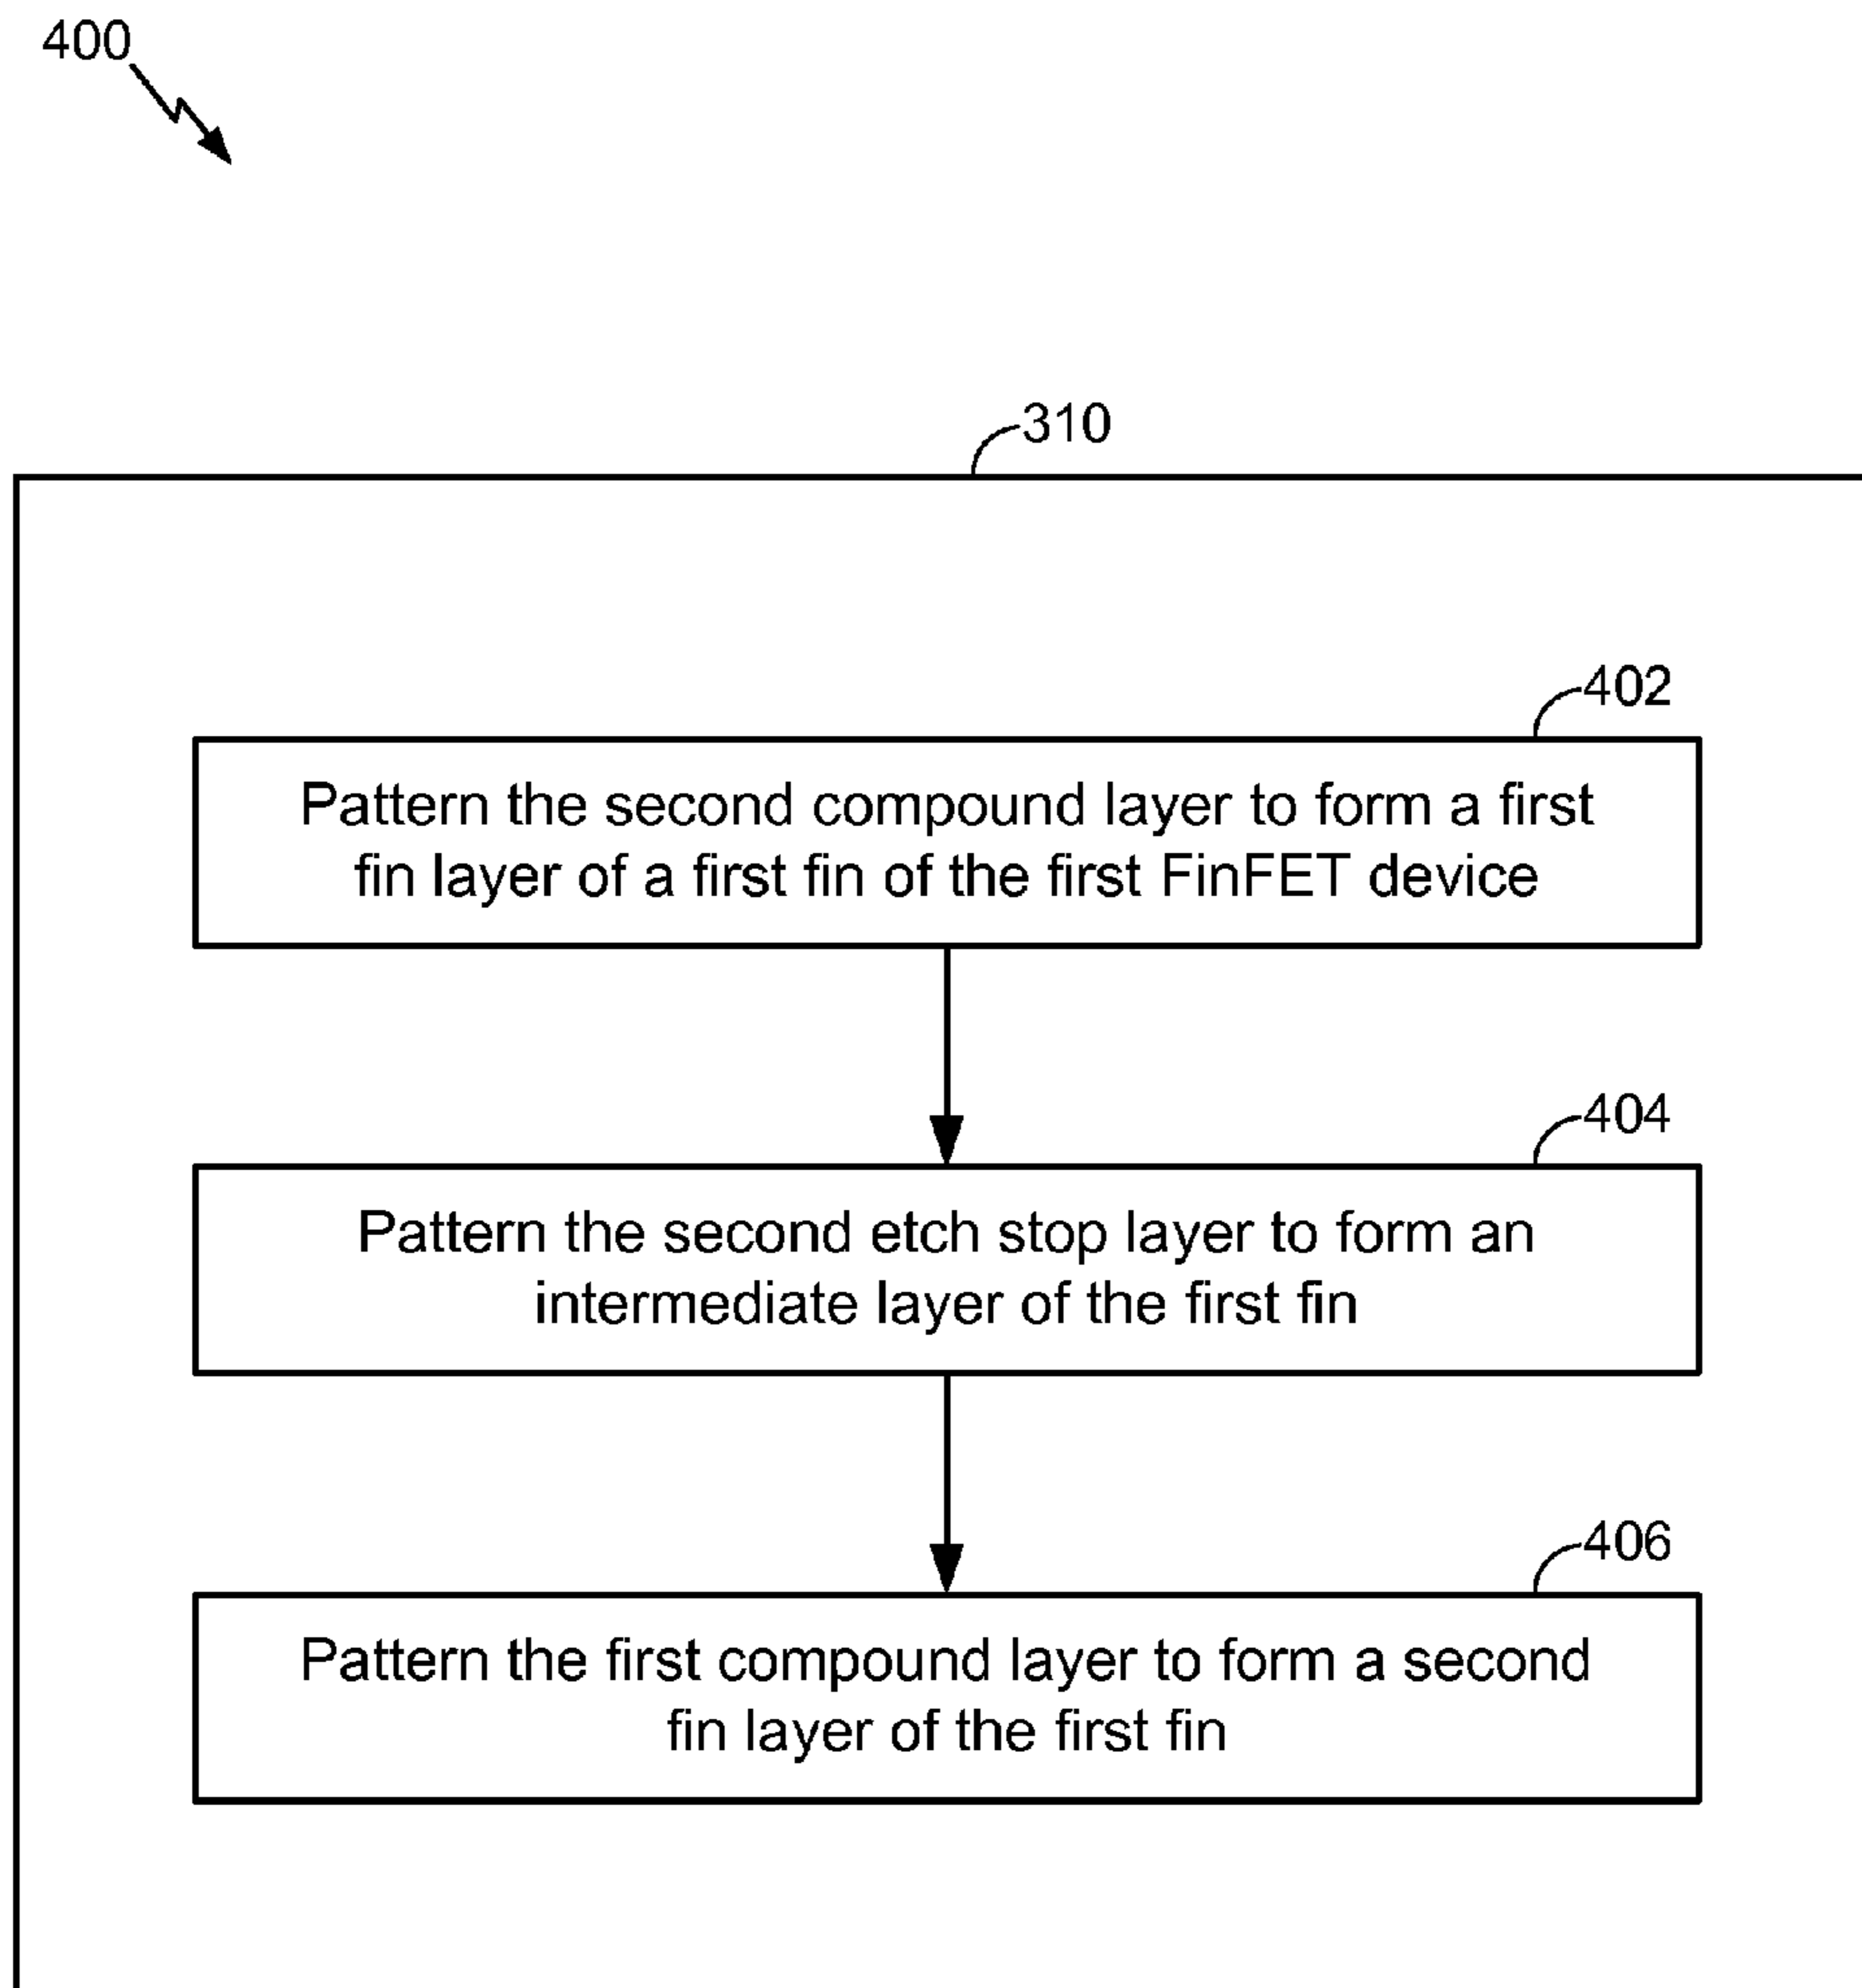 400
310
402
Pattern the second compound layer to form a first
fin layer of a first fin of the first FinFET device
404
Pattern the second etch stop layer to form an
intermediate layer of the first fin
406
Pattern the first compound layer to form a second
fin layer of the first fin